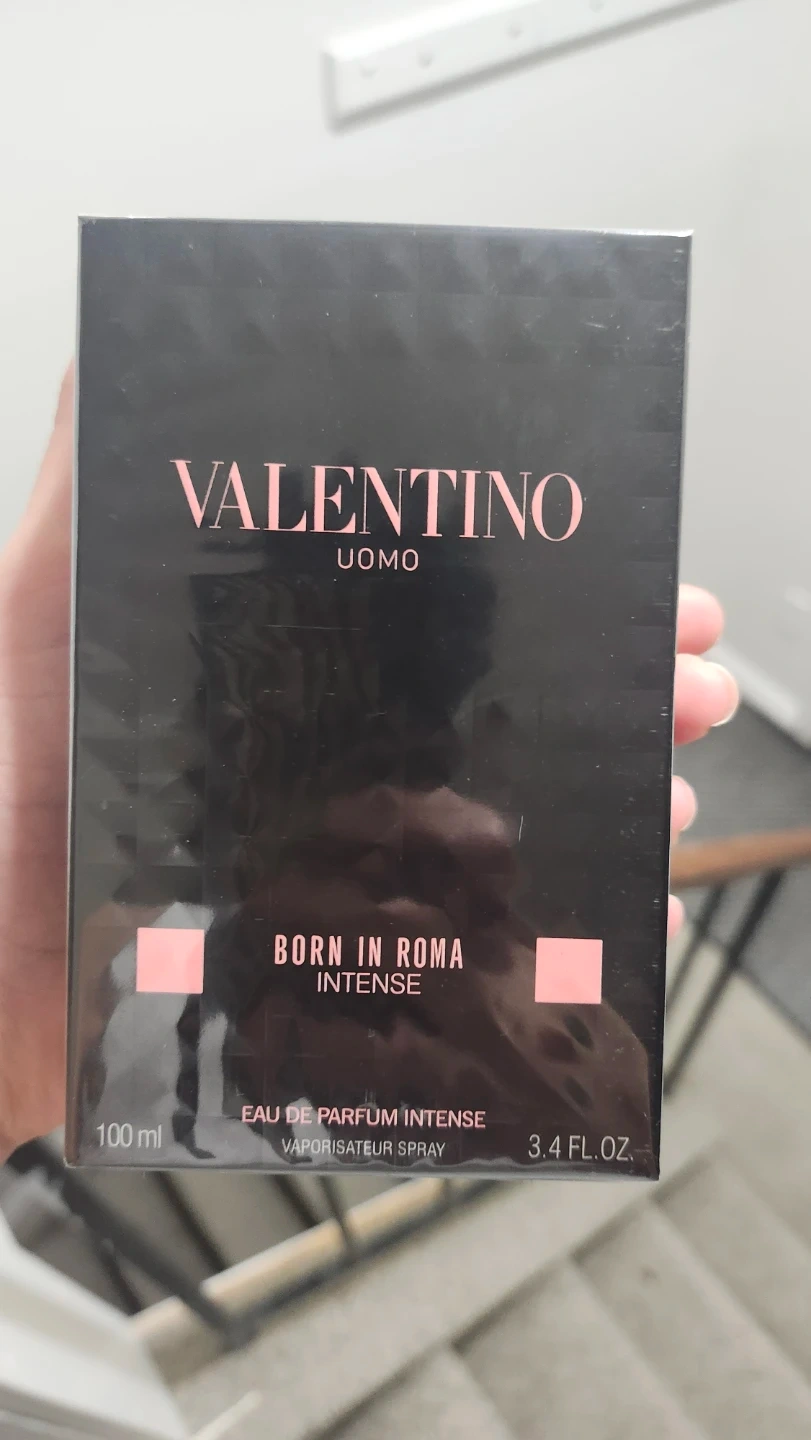 VALENTINO
UOMO
BORN IN ROMA
INTENSE
EAU DE PARFUM INTENSE
100 ml
VAPORISATEUR SPRAY
3.4 FL.OZ.